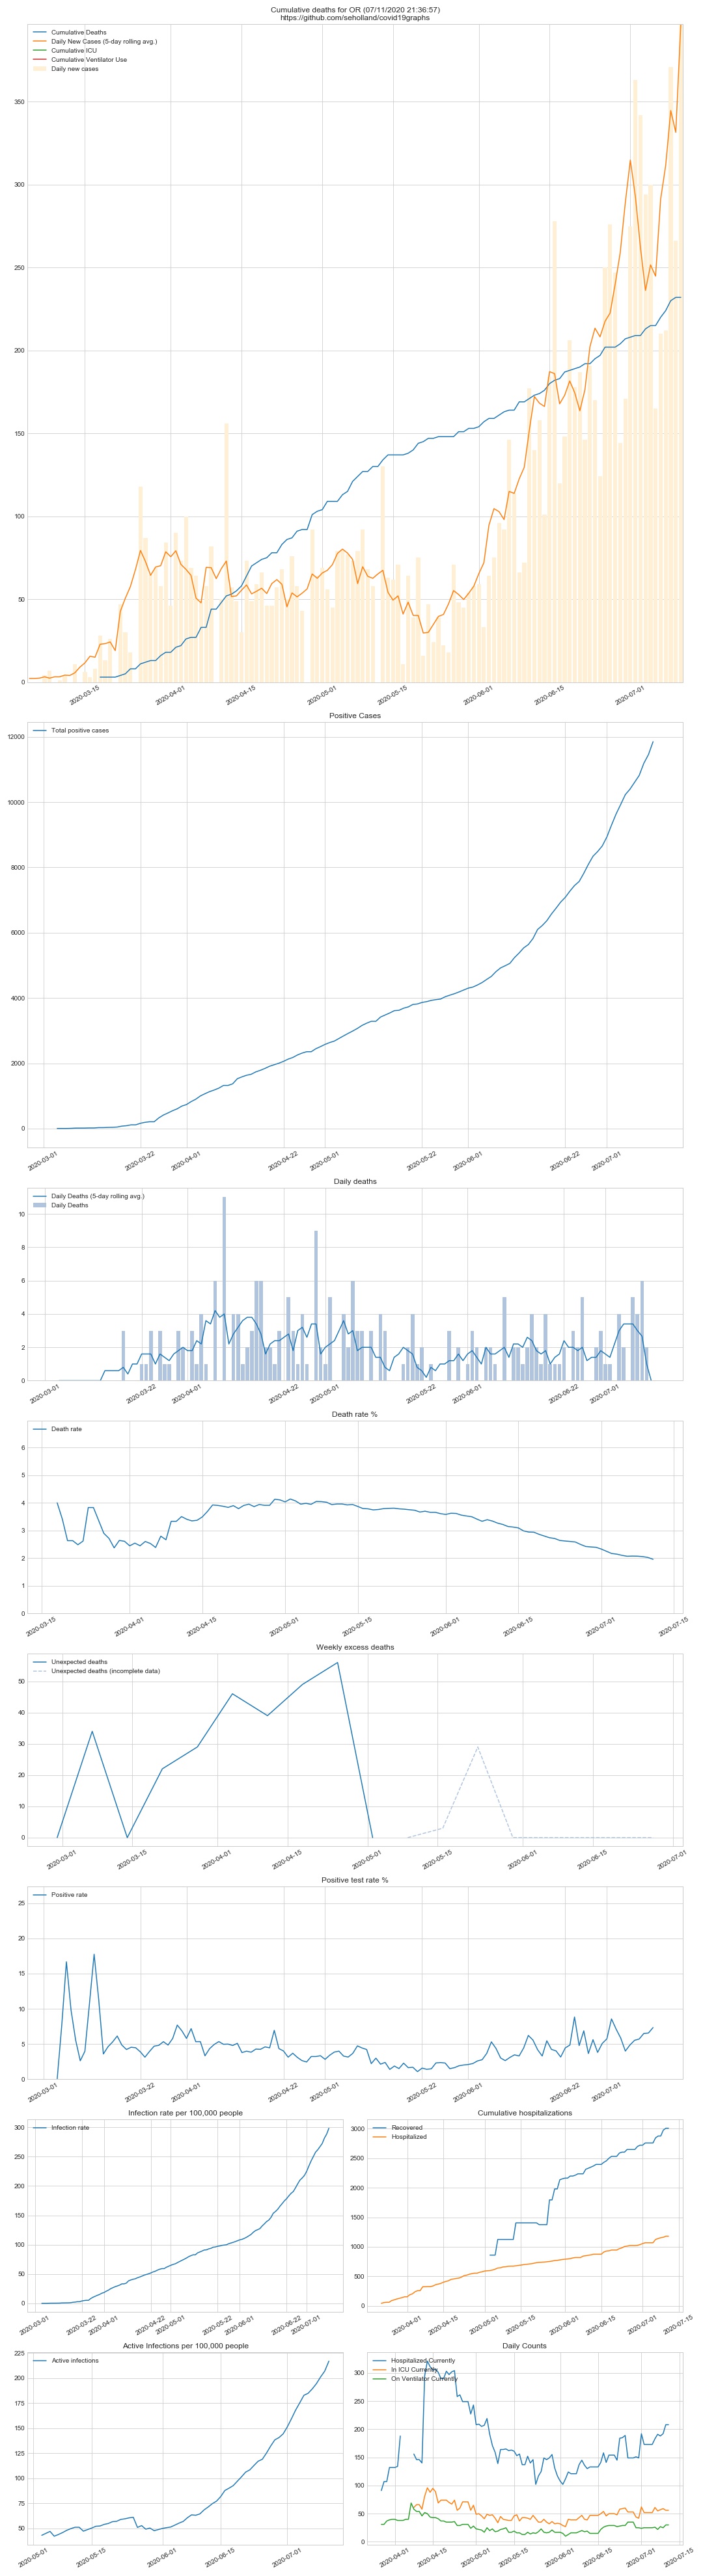 Cumulative deaths for OR (07/11/2020 21:36:57)
https://github.com/seholland/covid19graphs
Cumulative Deaths
Daily New Cases (5-day rolling avg.)
Cumulative ICU
Cumulative Ventilator Use
Daily new cases
350
300
250
200
150
100
50
0
2020-03-15 2020-04-01 2020-04-15 2020-05-01 2020-05-15 2020-06-01 2020-06-15 2020-07-01
Positive Cases
Total positive cases
12000
10000
8000
6000
4000
2000
0
2020-03-01 2020-03-22 2020-04-01 2020-04-22 2020-05-01 2020-05-22 2020-06-01 2020-06-22 2020-07-01
Daily deaths
Daily Deaths (5-day rolling avg.)
Daily Deaths
10
8
6
4
2
0
2020-03-01 2020-03-22 2020-04-01 2020-04-22 2020-05-01 2020-05-22 2020-06-01 2020-06-22 2020-07-01
Death rate %
Death rate
6
5
4
3
2
1
0
2020-03-15 2020-04-01 2020-04-15 2020-05-01 2020-05-15 2020-06-01 2020-06-15 2020-07-01 2020-07-15
Weekly excess deaths
Unexpected deaths
Unexpected deaths (incomplete data)
50
40
30
20
10
0
2020-03-01 2020-03-15 2020-04-01 2020-04-15 2020-05-01 2020-05-15 2020-06-01 2020-06-15 2020-07-01
Positive test rate %
Positive rate
25
20
15
10
5
0
2020-03-01 2020-03-22 2020-04-01 2020-04-22 2020-05-01 2020-05-22 2020-06-01 2020-06-22 2020-07-01
Infection rate per 100,000 people
Infection rate
300
250
200
150
100
50
0
2020-03-01 2020-03-22 2020-04-01 2020-04-22 2020-05-01 2020-05-22 2020-06-01 2020-06-22 2020-07-01
Cumulative hospitalizations
Recovered
Hospitalized
3000
2500
2000
1500
1000
500
0
2020-04-01 2020-04-15 2020-05-01 2020-05-15 2020-06-01 2020-06-15 2020-07-01 2020-07-15
Active Infections per 100,000 people
Active infections
225
200
175
150
125
100
75
50
2020-05-01 2020-05-15 2020-06-01 2020-06-15 2020-07-01
Daily Counts
Hospitalized Currently
In ICU Currently
On Ventilator Currently
300
250
200
150
100
50
0
2020-04-01 2020-04-15 2020-05-01 2020-05-15 2020-06-01 2020-06-15 2020-07-01 2020-07-15